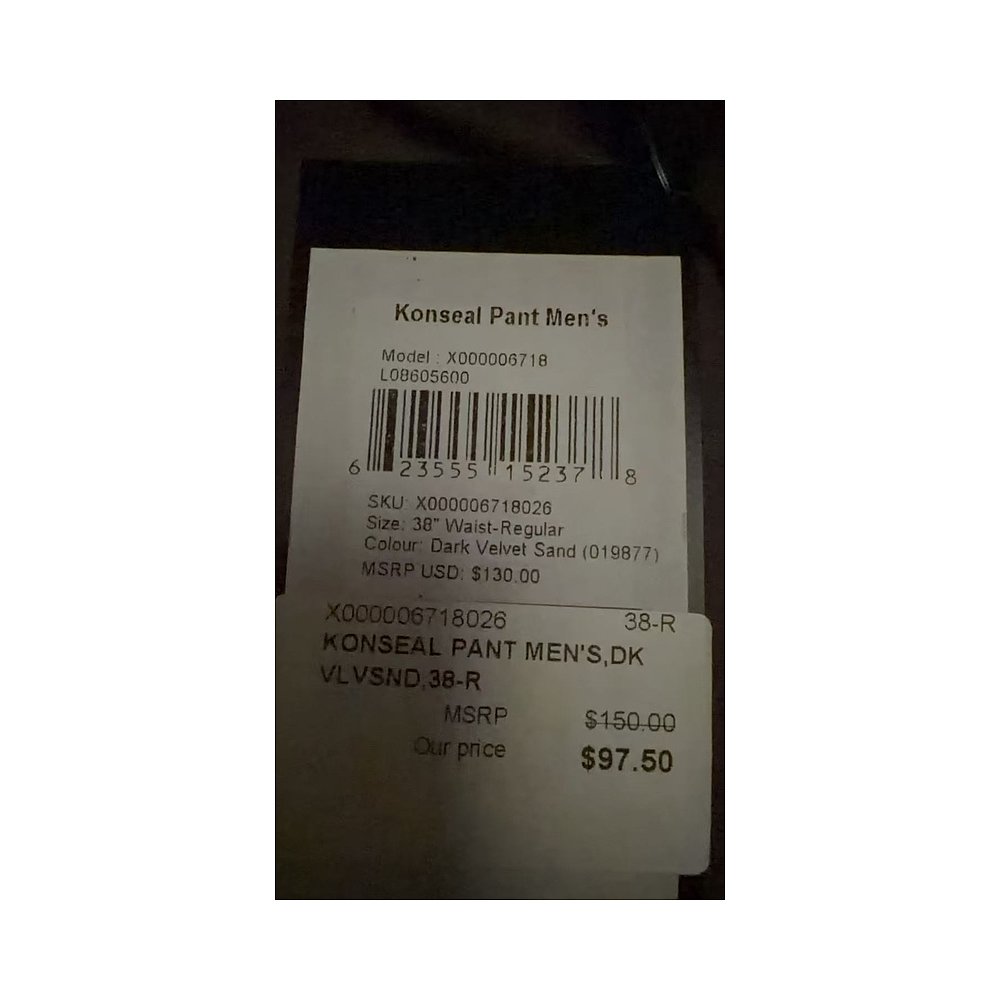 Konseal Pant Men's
Model : X000006718
L08605600
6 23555 15237 8
SKU: X000006718026
Size: 38" Waist-Regular
Colour: Dark Velvet Sand (019877)
MSRP USD: $130.00
X000006718026 38-R
KONSEAL PANT MEN'S,DK
VLVSND,38-R
MSRP $150.00
Our price $97.50